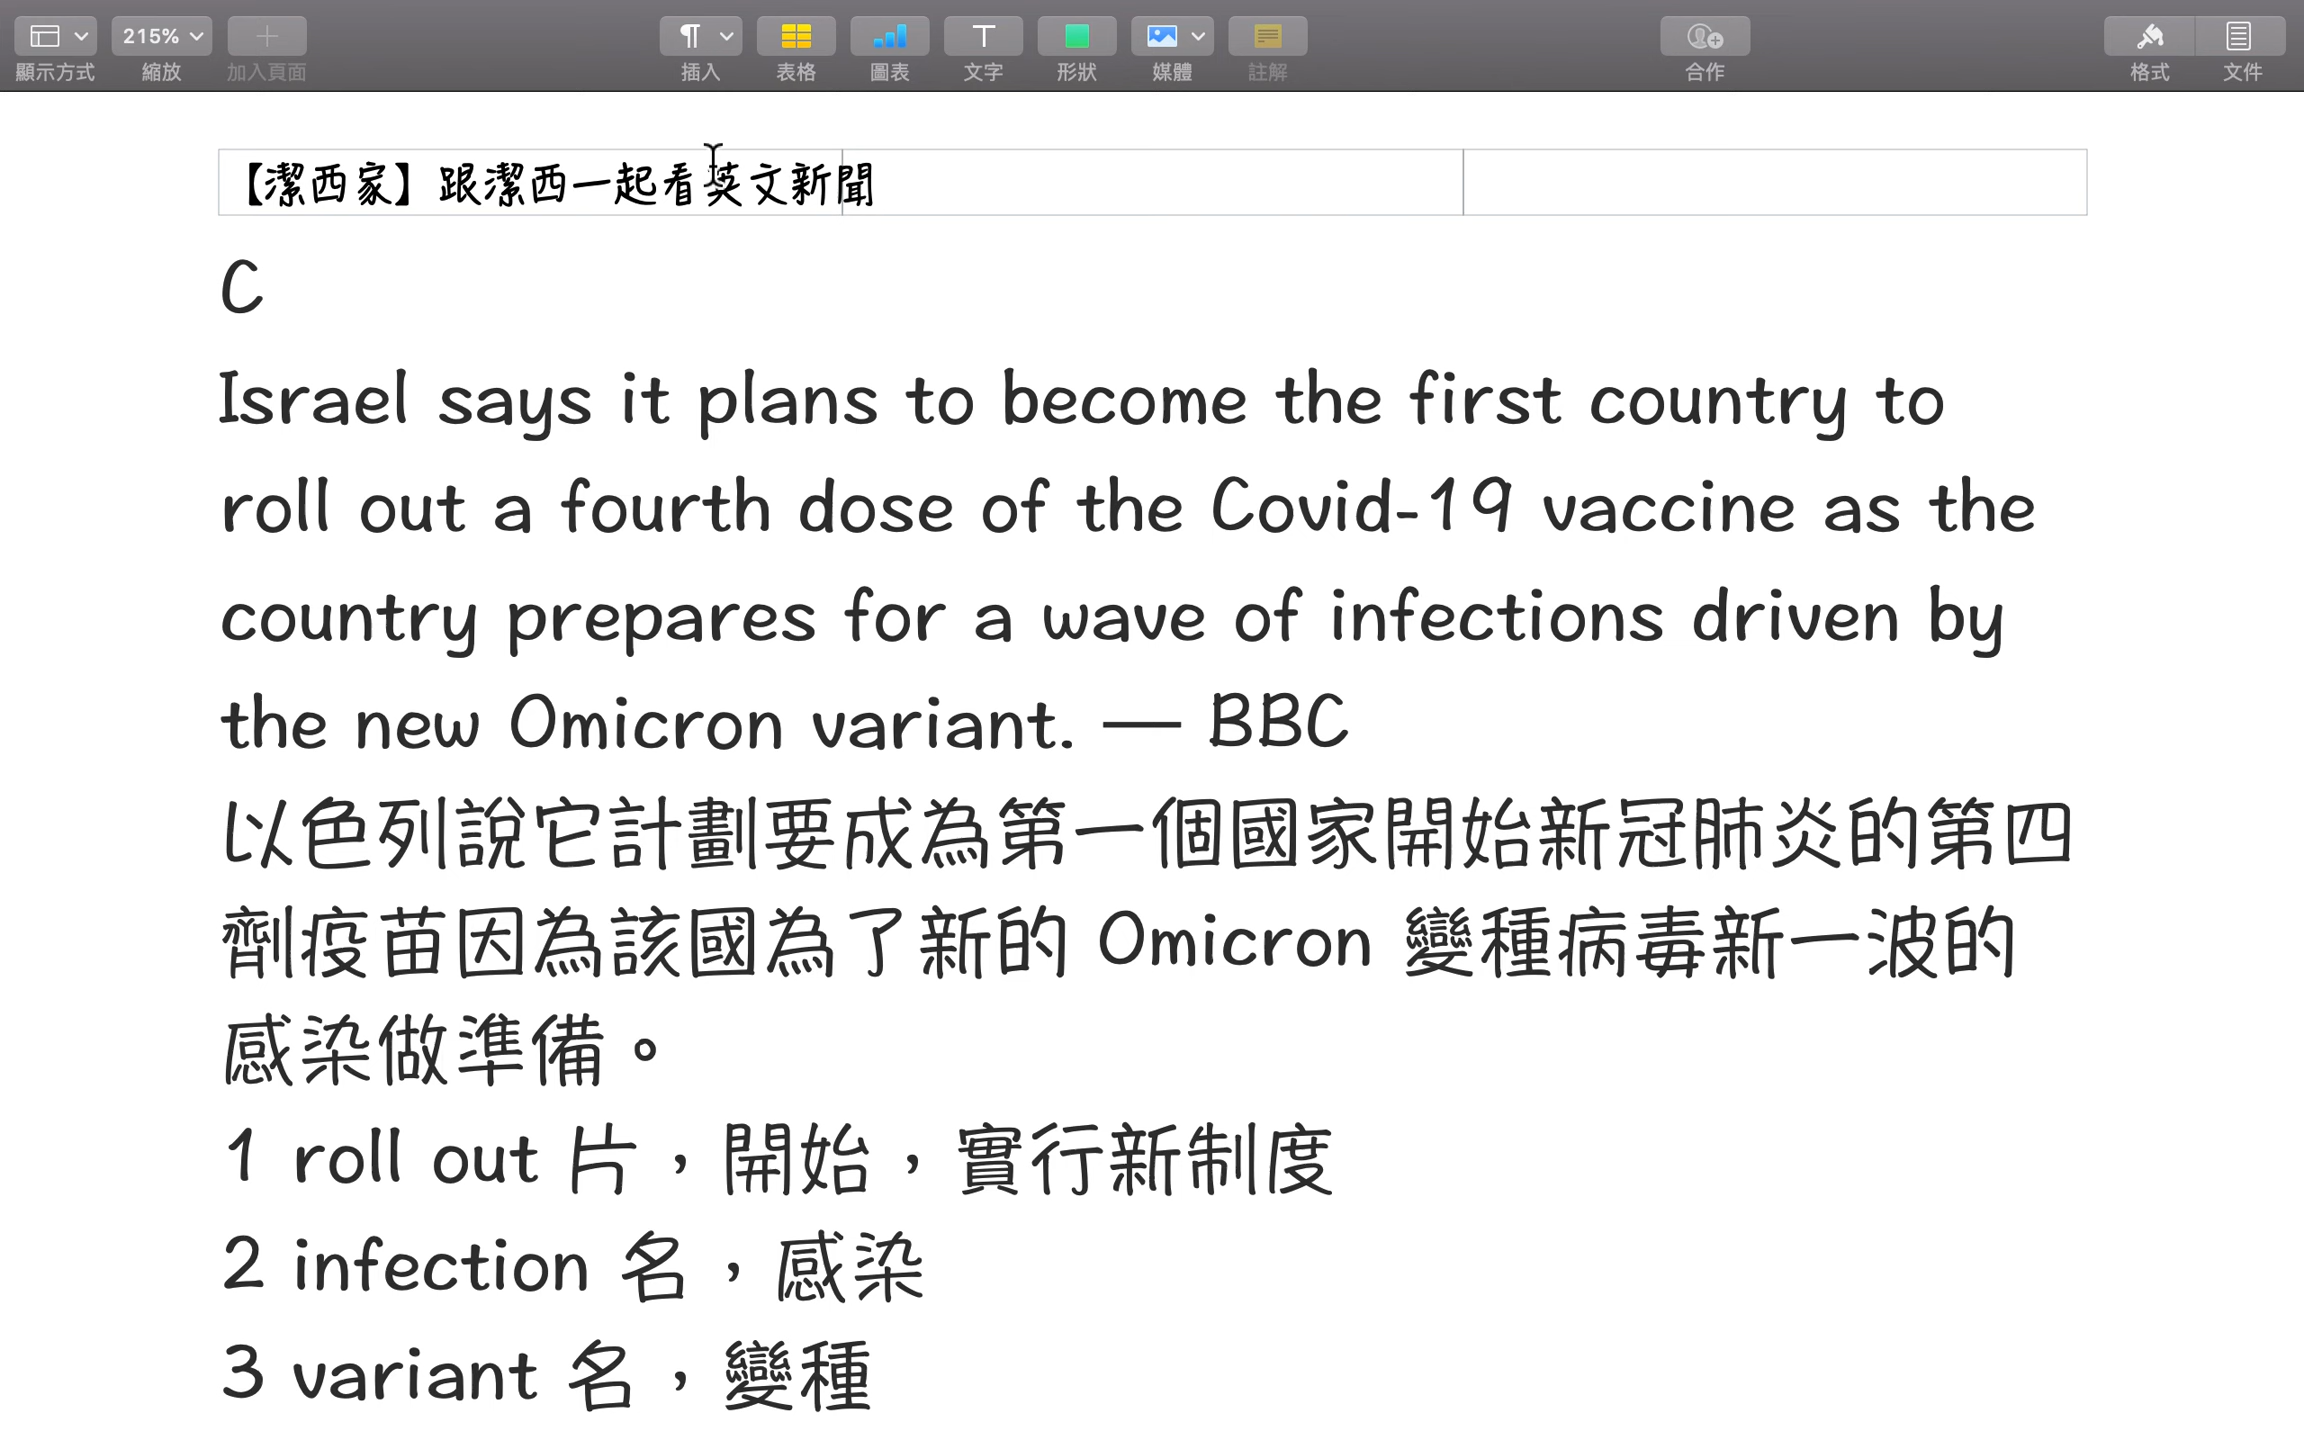 215%
顯示方式 縮放 加入頁面 插入 表格 圖表 文字 形狀 媒體 註解 合作 格式 文件
【潔西家】跟潔西一起看英文新聞
C
Israel says it plans to become the first country to
roll out a fourth dose of the Covid-19 vaccine as the
country prepares for a wave of infections driven by
the new Omicron variant. — BBC
以色列說它計劃要成為第一個國家開始新冠肺炎的第四
劑疫苗因為該國為了新的 Omicron 變種病毒新一波的
感染做準備。
1 roll out 片，開始，實行新制度
2 infection 名，感染
3 variant 名，變種